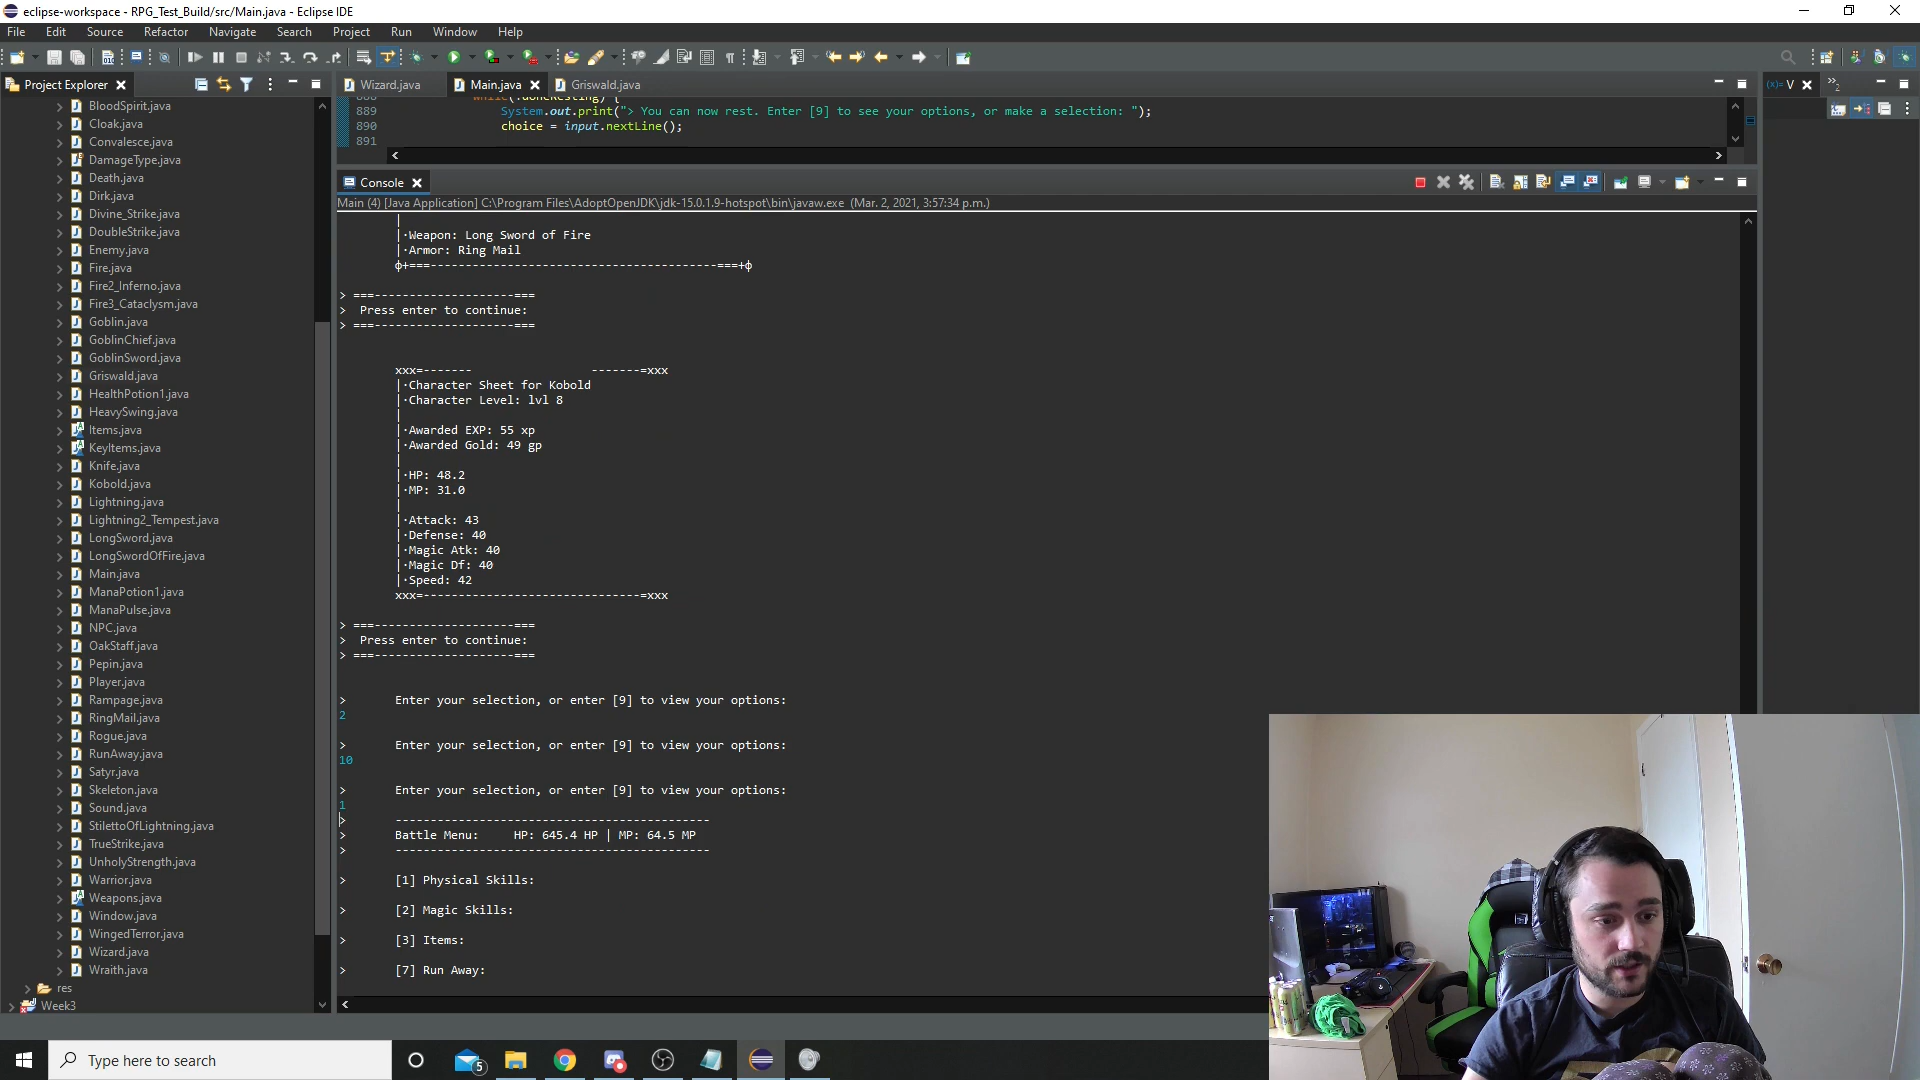 eclipse-workspace - RPG_Test_Build/src/Main.java - Eclipse IDE
File Edit Source Refactor Navigate Search Project Run Window Help
Project Explorer
Wizard.java
Main.java
Griswald.java
V
2
BloodSpirit.java
Cloak.java
Convalesce.java
DamageType.java
Death.java
Dirk.java
Divine_Strike.java
DoubleStrike.java
Enemy.java
Fire.java
Fire2_Inferno.java
Fire3_Cataclysm.java
Goblin.java
GoblinChief.java
GoblinSword.java
Griswald.java
HealthPotion1.java
HeavySwing.java
Items.java
KeyItems.java
Knife.java
Kobold.java
Lightning.java
Lightning2_Tempest.java
LongSword.java
LongSwordOfFire.java
Main.java
ManaPotion1.java
ManaPulse.java
NPC.java
OakStaff.java
Pepin.java
Player.java
Rampage.java
RingMail.java
Rogue.java
RunAway.java
Satyr.java
Skeleton.java
Sound.java
StilettoOfLightning.java
TrueStrike.java
UnholyStrength.java
Warrior.java
Weapons.java
Window.java
WingedTerror.java
Wizard.java
Wraith.java
res
Week3
888 while(!doneResting) {
889 System.out.print("> You can now rest. Enter [9] to see your options, or make a selection: ");
890 choice = input.nextLine();
891
Console
Main (4) [Java Application] C:\Program Files\AdoptOpenJDK\jdk-15.0.1.9-hotspot\bin\javaw.exe (Mar. 2, 2021, 3:57:34 p.m.)
|
|·Weapon: Long Sword of Fire
|·Armor: Ring Mail
ф+===-----------------------------------------===+ф
> ===--------------------===
> Press enter to continue:
> ===--------------------===
xxx=------- -------=xxx
|·Character Sheet for Kobold
|·Character Level: lvl 8
|
|·Awarded EXP: 55 xp
|·Awarded Gold: 49 gp
|
|·HP: 48.2
|·MP: 31.0
|
|·Attack: 43
|·Defense: 40
|·Magic Atk: 40
|·Magic Df: 40
|·Speed: 42
xxx=-------------------------------=xxx
> ===--------------------===
> Press enter to continue:
> ===--------------------===
> Enter your selection, or enter [9] to view your options:
2
> Enter your selection, or enter [9] to view your options:
10
> Enter your selection, or enter [9] to view your options:
1
> ---------------------------------------------
> Battle Menu: HP: 645.4 HP | MP: 64.5 MP
> ---------------------------------------------
> [1] Physical Skills:
> [2] Magic Skills:
> [3] Items:
> [7] Run Away:
Type here to search
5